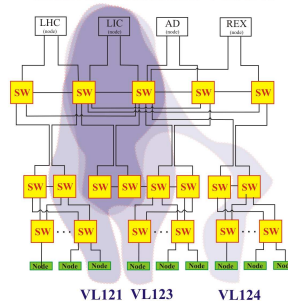 LHC LIC AD REX
(node) (node) (node) (node)
SW SW SW SW SW
SW SW SW SW SW SW SW SW
SW ... SW SW ... SW SW ... SW
Node Node Node Node Node Node Node Node Node
VL121 VL123 VL124